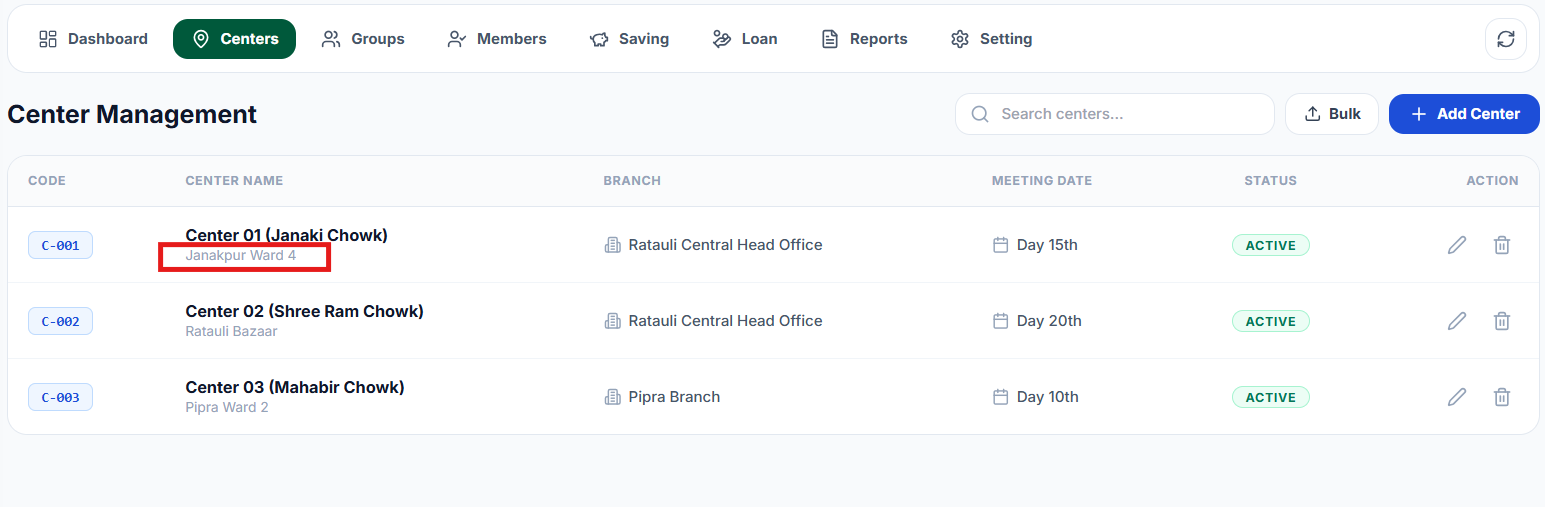 Dashboard Centers Groups Members Saving Loan Reports Setting
Center Management Search centers... Bulk Add Center
CODE CENTER NAME BRANCH MEETING DATE STATUS ACTION
C-001 Center 01 (Janaki Chowk) Ratauli Central Head Office Day 15th ACTIVE
Janakpur Ward 4
C-002 Center 02 (Shree Ram Chowk) Ratauli Central Head Office Day 20th ACTIVE
Ratauli Bazaar
C-003 Center 03 (Mahabir Chowk) Pipra Branch Day 10th ACTIVE
Pipra Ward 2